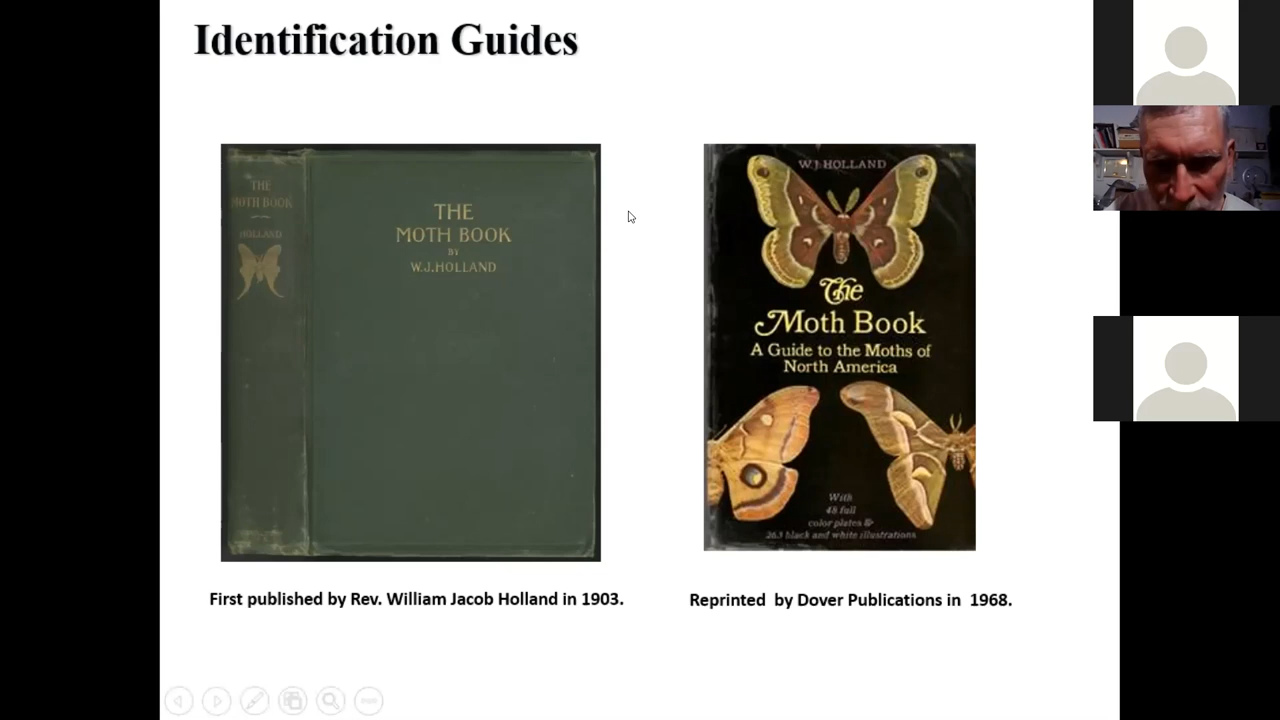 Identification Guides
THE
MOTH BOOK
HOLLAND
THE
MOTH BOOK
BY
W.J.HOLLAND
W.J. HOLLAND
The
Moth Book
A Guide to the Moths of
North America
With
48 full
color plates &
263 black and white illustrations
First published by Rev. William Jacob Holland in 1903.
Reprinted by Dover Publications in 1968.